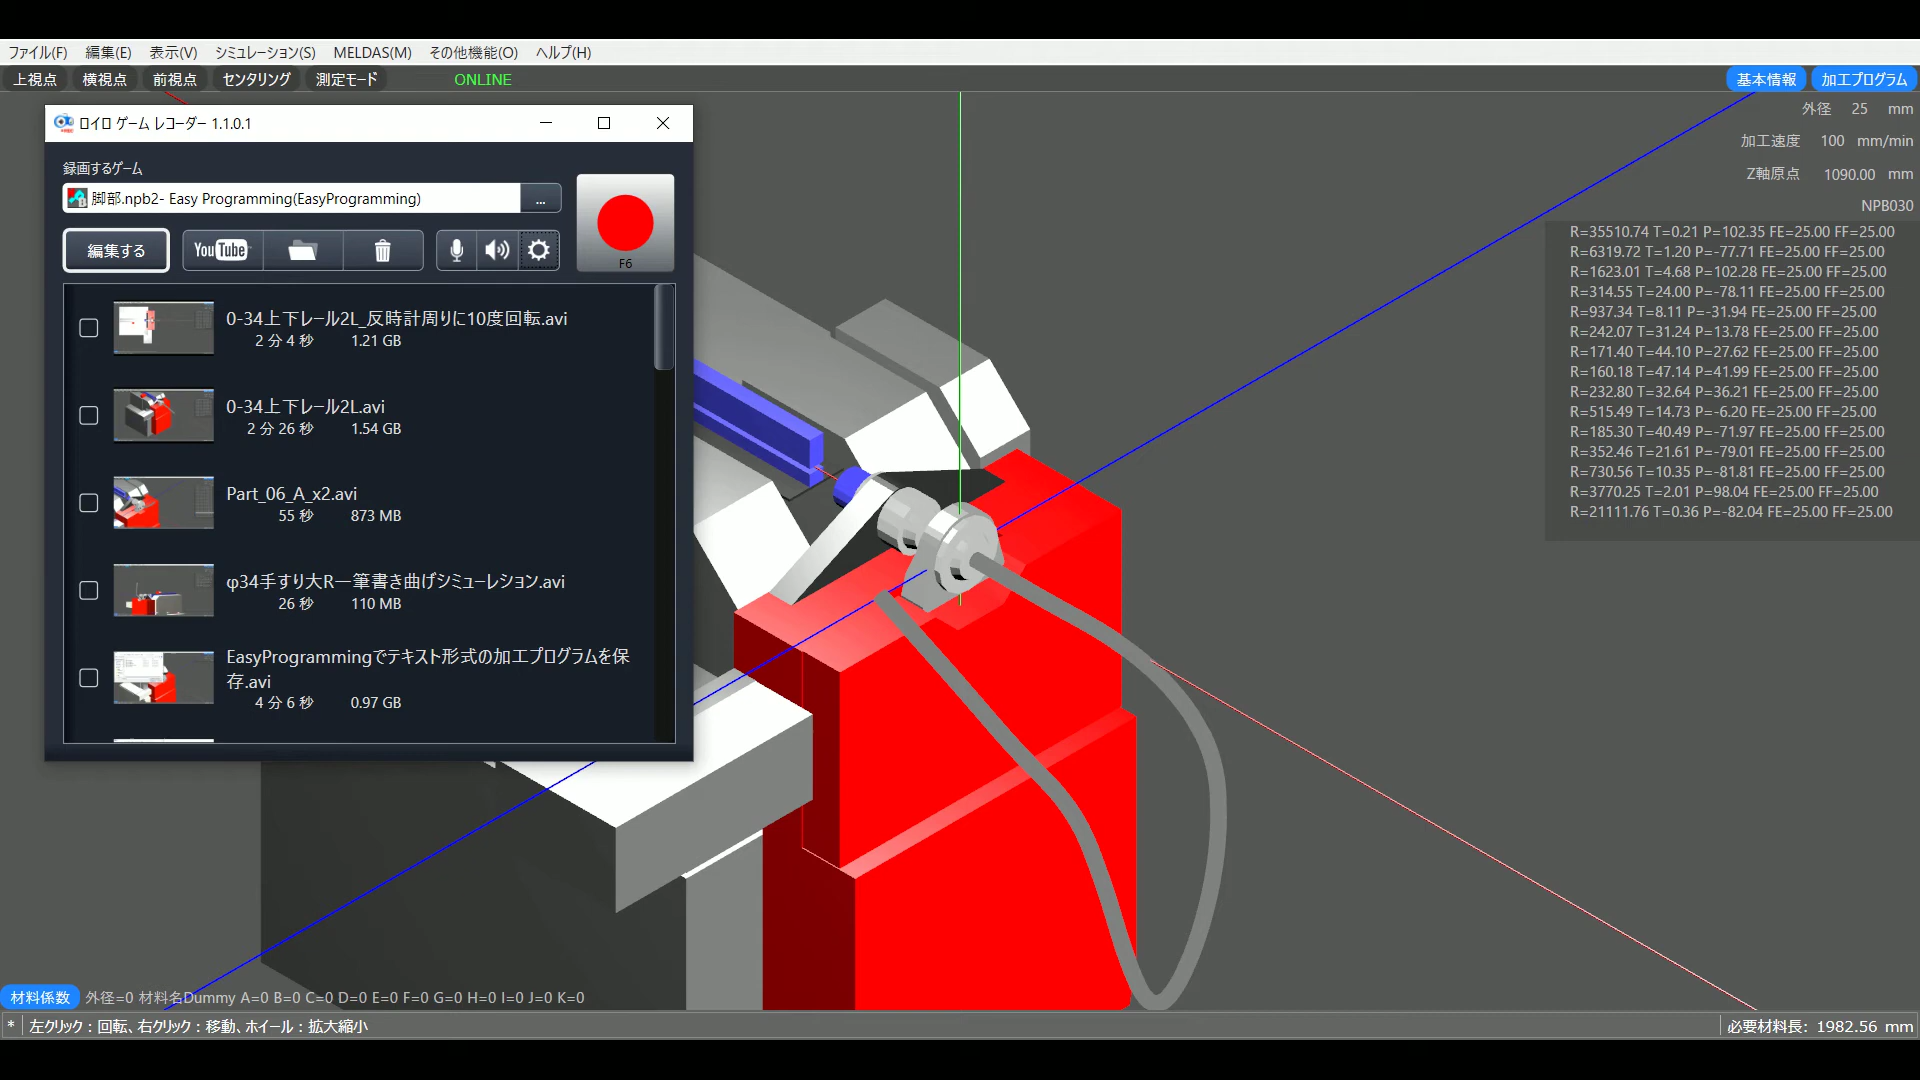 ファイル(F) 編集(E) 表示(V) シミュレーション(S) MELDAS(M) その他機能(O) ヘルプ(H)
上視点 横視点 前視点 センタリング 測定モード ONLINE 基本情報 加工プログラム
外径 25 mm
加工速度 100 mm/min
Z軸原点 1090.00 mm
NPB030
R=35510.74 T=0.21 P=102.35 FE=25.00 FF=25.00
R=6319.72 T=1.20 P=-77.71 FE=25.00 FF=25.00
R=1623.01 T=4.68 P=102.28 FE=25.00 FF=25.00
R=314.55 T=24.00 P=-78.11 FE=25.00 FF=25.00
R=937.34 T=8.11 P=-31.94 FE=25.00 FF=25.00
R=242.07 T=31.24 P=13.78 FE=25.00 FF=25.00
R=171.40 T=44.10 P=27.62 FE=25.00 FF=25.00
R=160.18 T=47.14 P=41.99 FE=25.00 FF=25.00
R=232.80 T=32.64 P=36.21 FE=25.00 FF=25.00
R=515.49 T=14.73 P=-6.20 FE=25.00 FF=25.00
R=185.30 T=40.49 P=-71.97 FE=25.00 FF=25.00
R=352.46 T=21.61 P=-79.01 FE=25.00 FF=25.00
R=730.56 T=10.35 P=-81.81 FE=25.00 FF=25.00
R=3770.25 T=2.01 P=98.04 FE=25.00 FF=25.00
R=21111.76 T=0.36 P=-82.04 FE=25.00 FF=25.00
ロイロ ゲーム レコーダー 1.1.0.1
録画するゲーム
脚部.npb2- Easy Programming(EasyProgramming) ...
編集する YouTube F6
0-34上下レール2L_反時計周りに10度回転.avi
2 分 4 秒 1.21 GB
0-34上下レール2L.avi
2 分 26 秒 1.54 GB
Part_06_A_x2.avi
55 秒 873 MB
φ34手すり大R一筆書き曲げシミューレション.avi
26 秒 110 MB
EasyProgrammingでテキスト形式の加工プログラムを保
存.avi
4 分 6 秒 0.97 GB
材料係数 外径=0 材料名Dummy A=0 B=0 C=0 D=0 E=0 F=0 G=0 H=0 I=0 J=0 K=0
* 左クリック：回転、右クリック：移動、ホイール：拡大縮小 必要材料長: 1982.56 mm